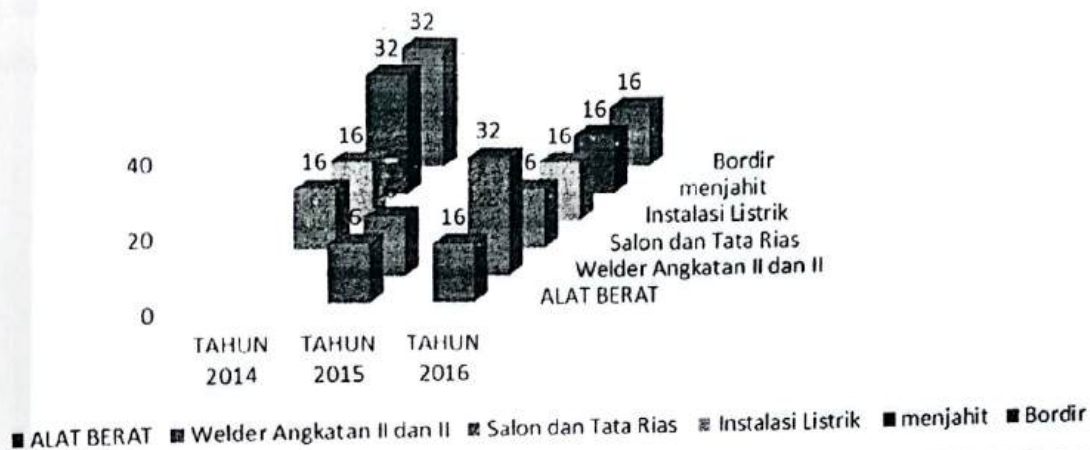 32
32
16
16
16
32
16
16
16
6
6
16
40
20
0
Bordir
menjahit
Instalasi Listrik
Salon dan Tata Rias
Welder Angkatan II dan II
ALAT BERAT
TAHUN 2014
TAHUN 2015
TAHUN 2016
ALAT BERAT Welder Angkatan II dan II Salon dan Tata Rias Instalasi Listrik menjahit Bordir